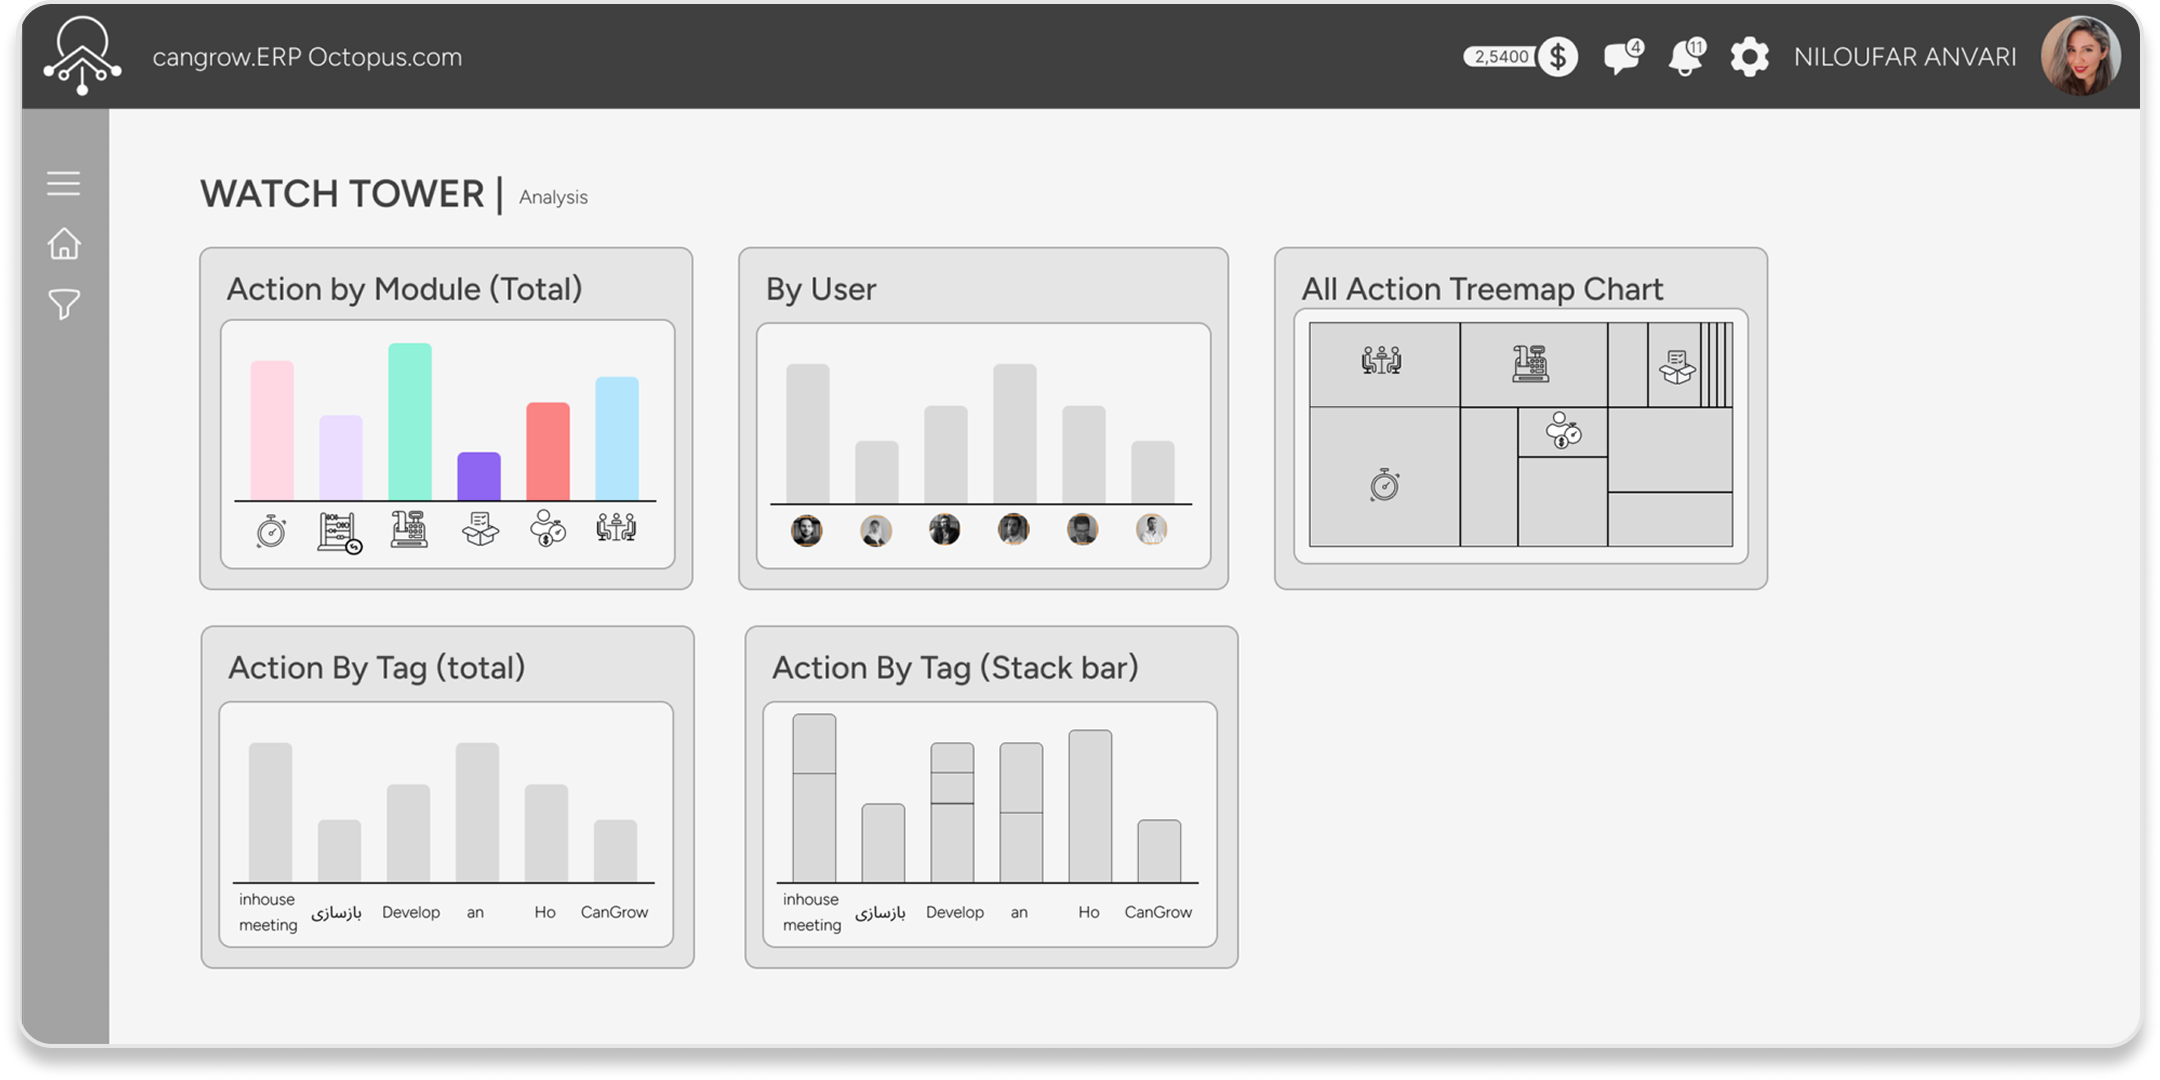 cangrow.ERP Octopus.com
2,5400
$
4
11
NILOUFAR ANVARI
WATCH TOWER | Analysis
Action by Module (Total)
By User
All Action Treemap Chart
Action By Tag (total)
inhouse meeting
بازسازی
Develop
an
Ho
CanGrow
Action By Tag (Stack bar)
inhouse meeting
بازسازی
Develop
an
Ho
CanGrow